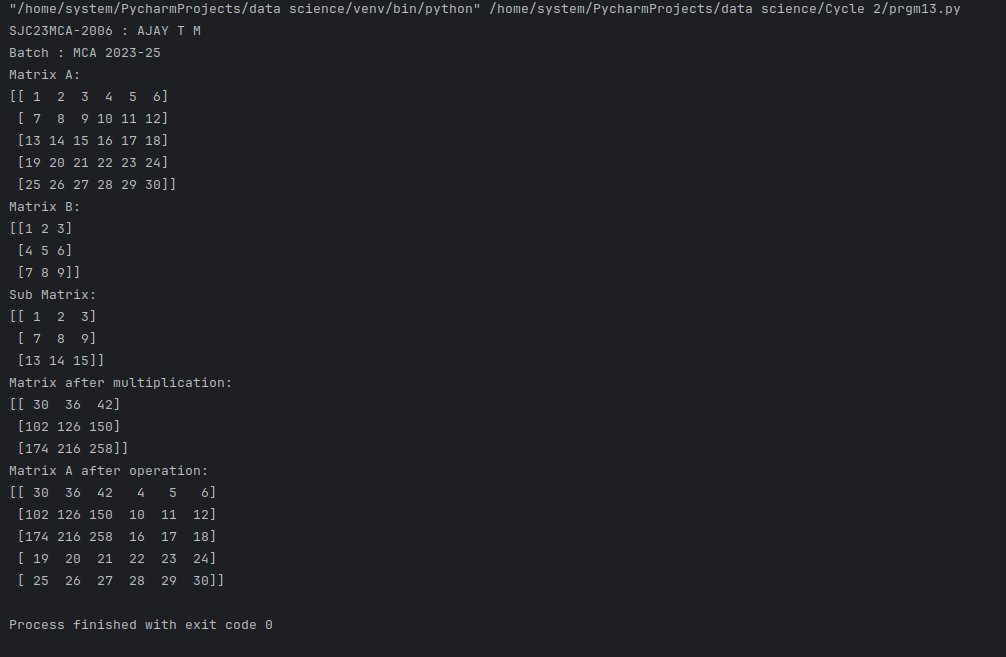 "/home/system/PycharmProjects/data science/venv/bin/python" /home/system/PycharmProjects/data science/Cycle 2/prgm13.py
SJC23MCA-2006 : AJAY T M
Batch : MCA 2023-25
Matrix A:
[[ 1  2  3  4  5  6]
 [ 7  8  9 10 11 12]
 [13 14 15 16 17 18]
 [19 20 21 22 23 24]
 [25 26 27 28 29 30]]
Matrix B:
[[1 2 3]
 [4 5 6]
 [7 8 9]]
Sub Matrix:
[[ 1  2  3]
 [ 7  8  9]
 [13 14 15]]
Matrix after multiplication:
[[ 30  36  42]
 [102 126 150]
 [174 216 258]]
Matrix A after operation:
[[ 30  36  42   4   5   6]
 [102 126 150  10  11  12]
 [174 216 258  16  17  18]
 [ 19  20  21  22  23  24]
 [ 25  26  27  28  29  30]]
Process finished with exit code 0